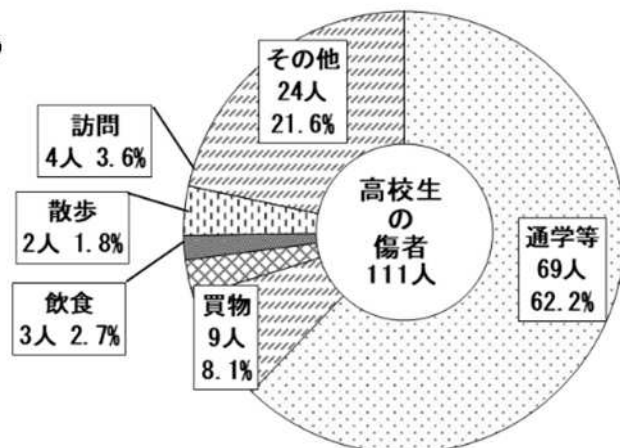 その他
24人
21.6%
訪問
4人 3.6%
散歩
2人 1.8%
飲食
3人 2.7%
買物
9人
8.1%
高校生
の
傷者
111人
通学等
69人
62.2%